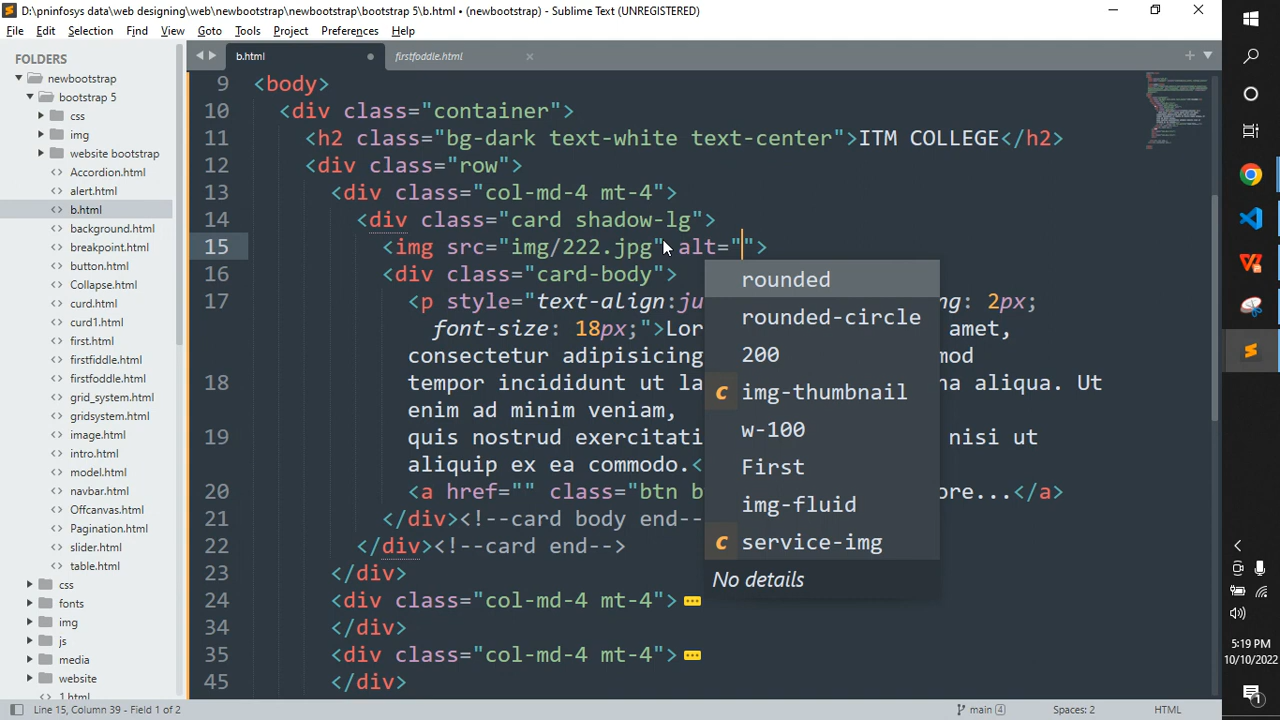 D:\pninfosys data\web designing\web\newbootstrap\newbootstrap\bootstrap 5\b.html • (newbootstrap) - Sublime Text (UNREGISTERED)
File Edit Selection Find View Goto Tools Project Preferences Help
FOLDERS
newbootstrap
bootstrap 5
css
img
website bootstrap
Accordion.html
alert.html
b.html
background.html
breakpoint.html
button.html
Collapse.html
curd.html
curd1.html
first.html
firstfiddle.html
firstfoddle.html
grid_system.html
gridsystem.html
image.html
intro.html
model.html
navbar.html
Offcanvas.html
Pagination.html
slider.html
table.html
css
fonts
img
js
media
website
1.html
b.html
firstfoddle.html
9 <body>
10 <div class="container">
11 <h2 class="bg-dark text-white text-center">ITM COLLEGE</h2>
12 <div class="row">
13 <div class="col-md-4 mt-4">
14 <div class="card shadow-lg">
15 <img src="img/222.jpg" alt="">
16 <div class="card-body">
17 <p style="text-align:ju ng: 2px;
font-size: 18px;">Lor amet,
consectetur adipisicing mod
18 tempor incididunt ut la na aliqua. Ut
enim ad minim veniam,
19 quis nostrud exercitati nisi ut
aliquip ex ea commodo.<
20 <a href="" class="btn b ore...</a>
21 </div><!--card body end--
22 </div><!--card end-->
23 </div>
24 <div class="col-md-4 mt-4">
34 </div>
35 <div class="col-md-4 mt-4">
45 </div>
rounded
rounded-circle
200
c img-thumbnail
w-100
First
img-fluid
c service-img
No details
Line 15, Column 39 - Field 1 of 2
main 4
Spaces: 2
HTML
5:19 PM
10/10/2022
1